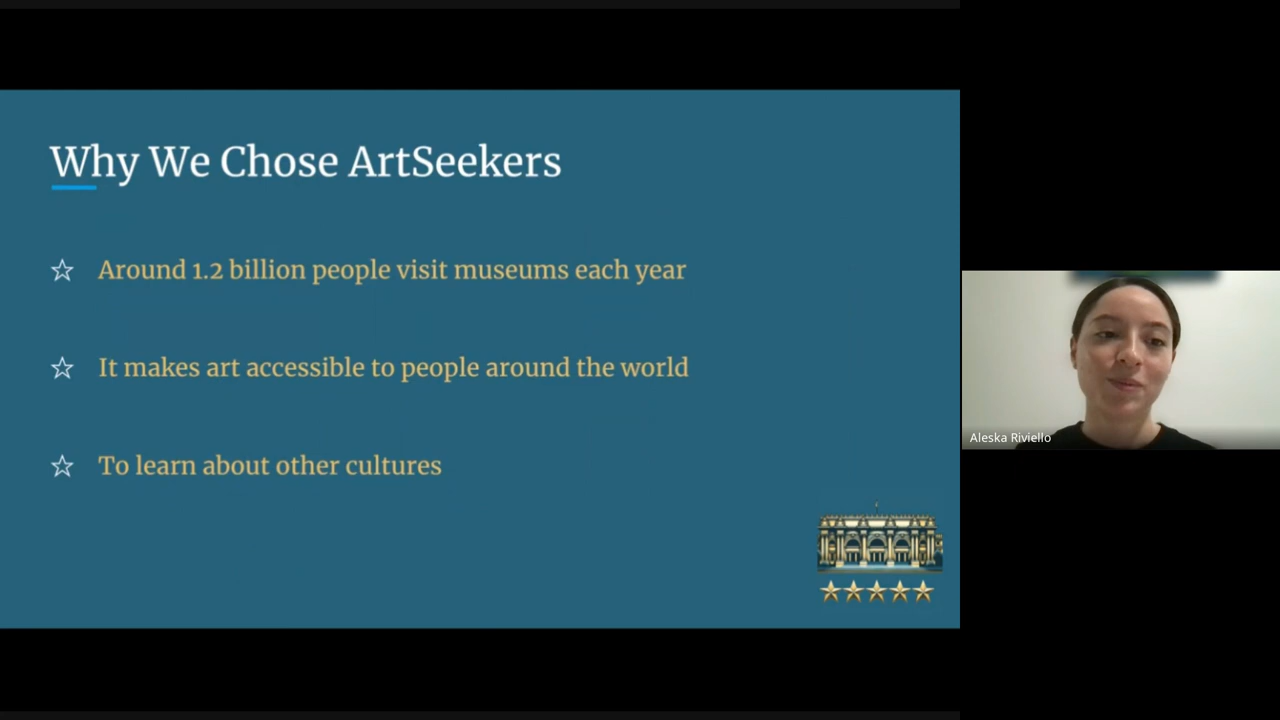 Why We Chose ArtSeekers
Around 1.2 billion people visit museums each year
It makes art accessible to people around the world
To learn about other cultures
Aleska Riviello